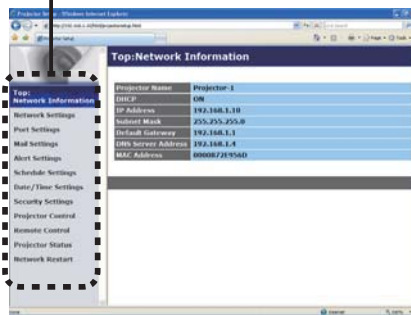 Projector Setup - Windows Internet Explorer
Top:Network Information
Top:
Network Information
Network Settings
Port Settings
Mail Settings
Alert Settings
Schedule Settings
Date/Time Settings
Security Settings
Projector Control
Remote Control
Projector Status
Network Restart
Projector Name Projector-1
DHCP ON
IP Address 192.168.1.10
Subnet Mask 255.255.255.0
Default Gateway 192.168.1.1
DNS Server Address 192.168.1.4
MAC Address 0000872E956D